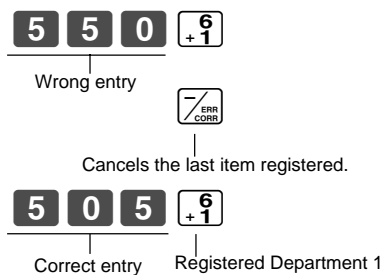 5 5 0 6 + 1
Wrong entry
−/ ERR CORR
Cancels the last item registered.
5 0 5 6 + 1
Correct entry Registered Department 1